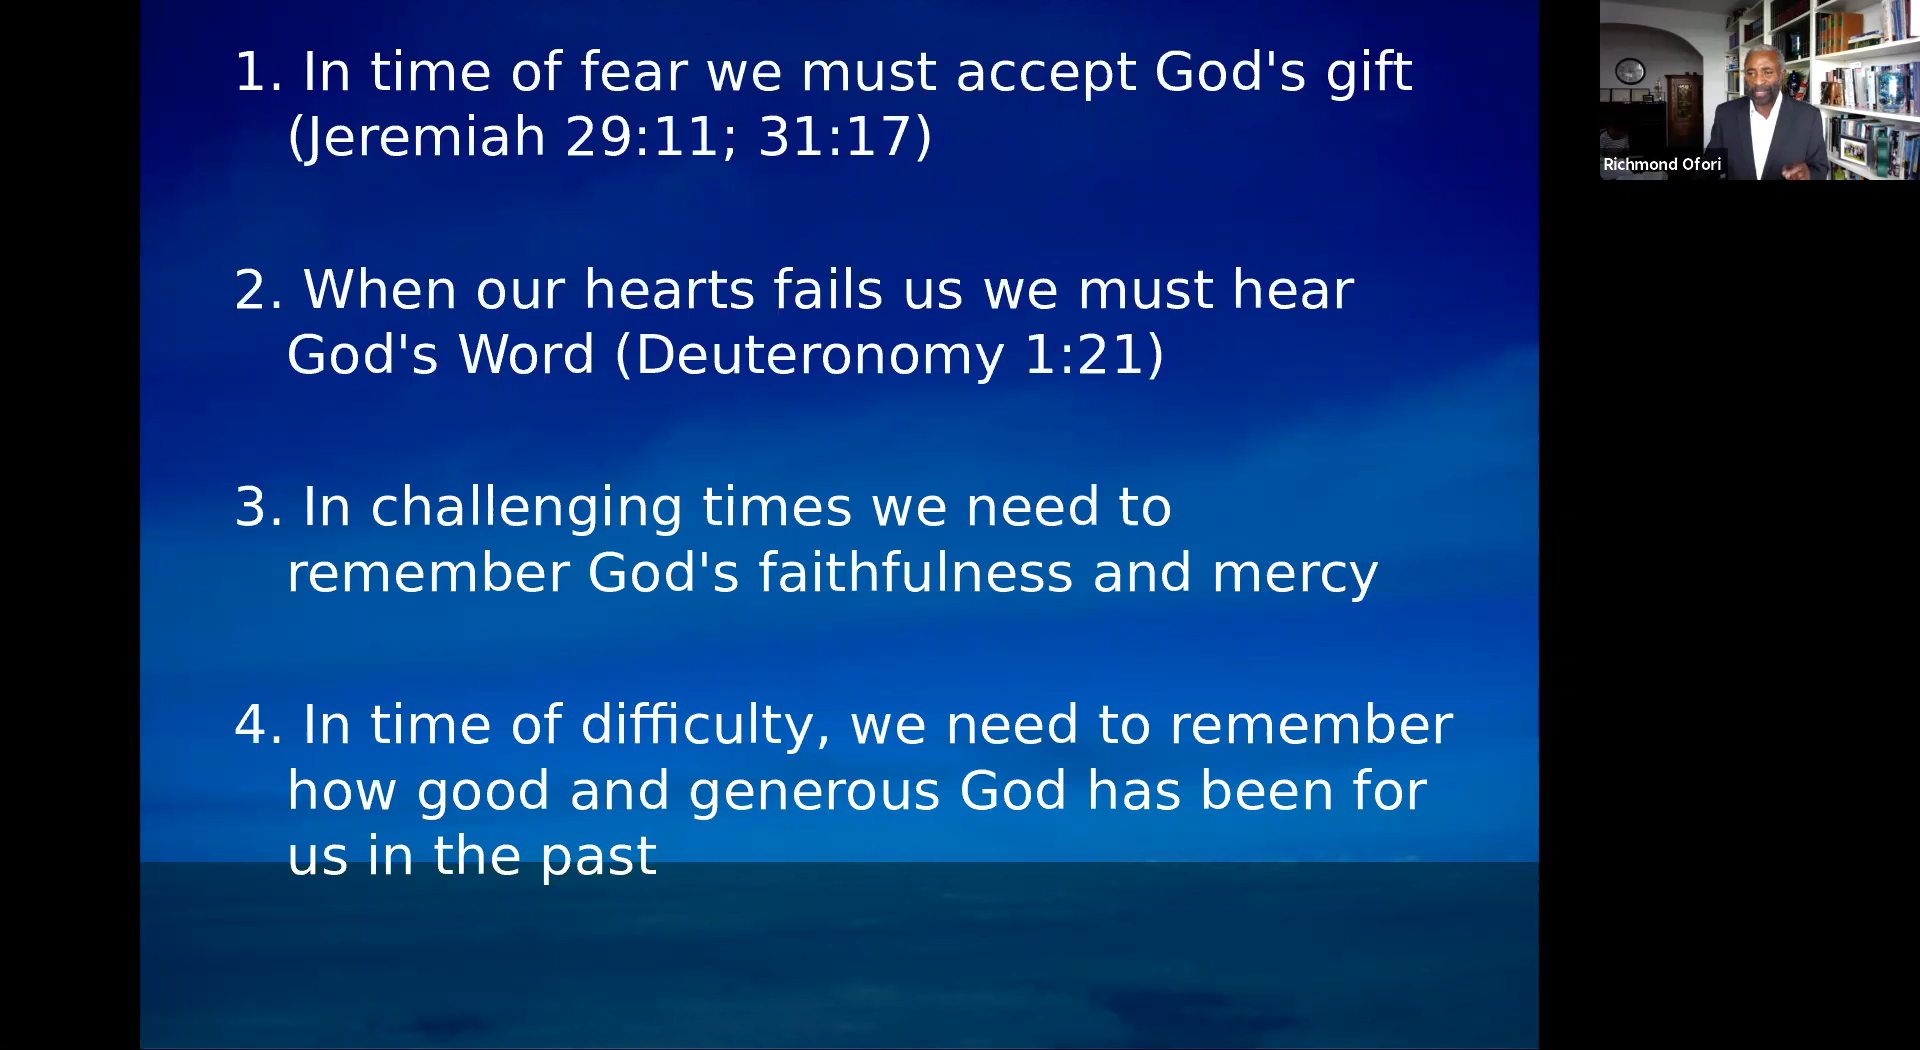 1. In time of fear we must accept God's gift
(Jeremiah 29:11; 31:17)
2. When our hearts fails us we must hear
God's Word (Deuteronomy 1:21)
3. In challenging times we need to
remember God's faithfulness and mercy
4. In time of difficulty, we need to remember
how good and generous God has been for
us in the past
Richmond Ofori